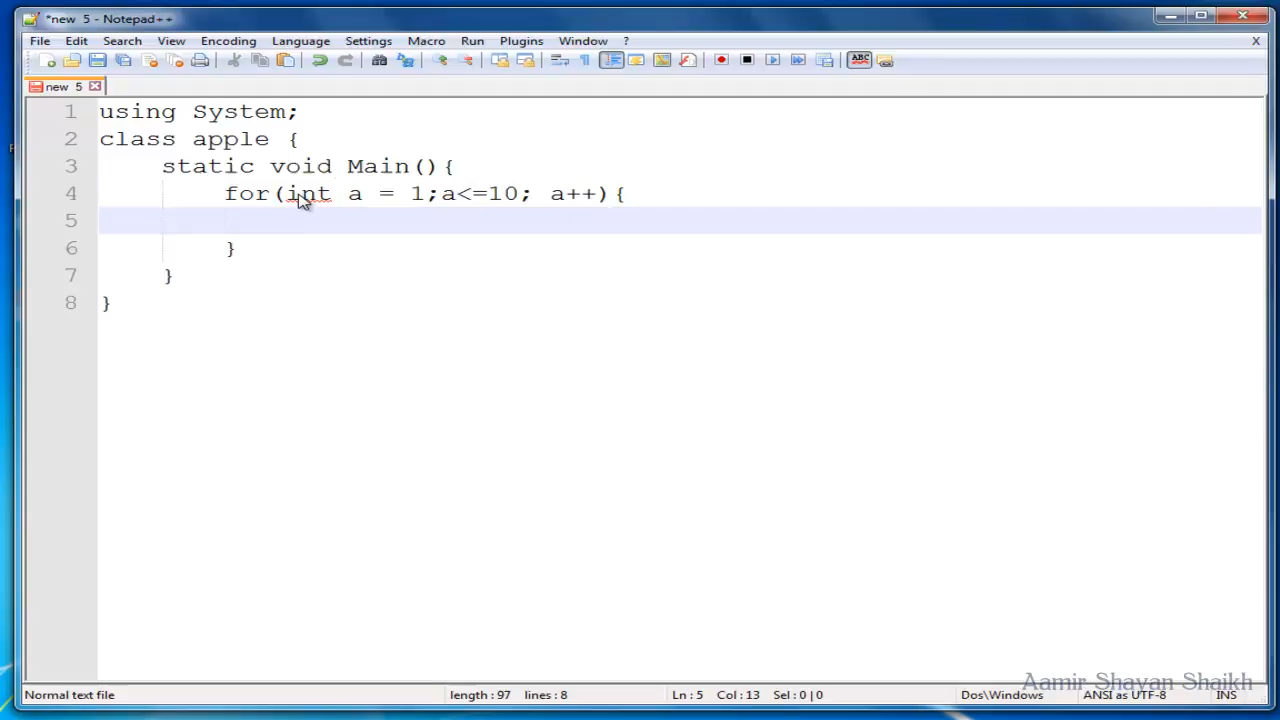 *new 5 - Notepad++
File Edit Search View Encoding Language Settings Macro Run Plugins Window ? X
ABC
new 5
1 using System;
2 class apple {
3 static void Main(){
4 for(int a = 1;a<=10; a++){
5
6 }
7 }
8 }
Aamir Shayan Shaikh
Normal text file length : 97 lines : 8 Ln : 5 Col : 13 Sel : 0 | 0 Dos\Windows ANSI as UTF-8 INS